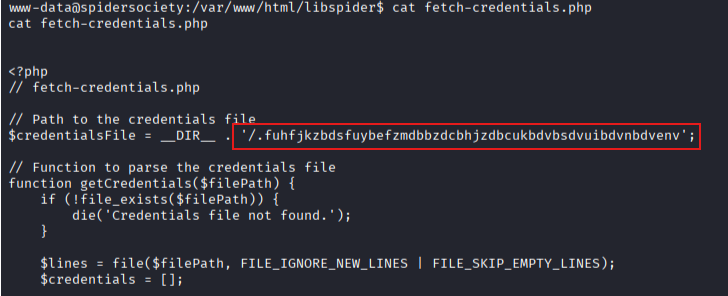 www-data@spidersociety:/var/www/html/libspider$ cat fetch-credentials.php
cat fetch-credentials.php
<?php
// fetch-credentials.php
// Path to the credentials file
$credentialsFile = __DIR__ . '/.fuhfjkzbdsfuybefzmdbbzdcbhjzdbcukbdvbsdvuibdvnbdvenv';
// Function to parse the credentials file
function getCredentials($filePath) {
    if (!file_exists($filePath)) {
        die('Credentials file not found.');
    }
    $lines = file($filePath, FILE_IGNORE_NEW_LINES | FILE_SKIP_EMPTY_LINES);
    $credentials = [];